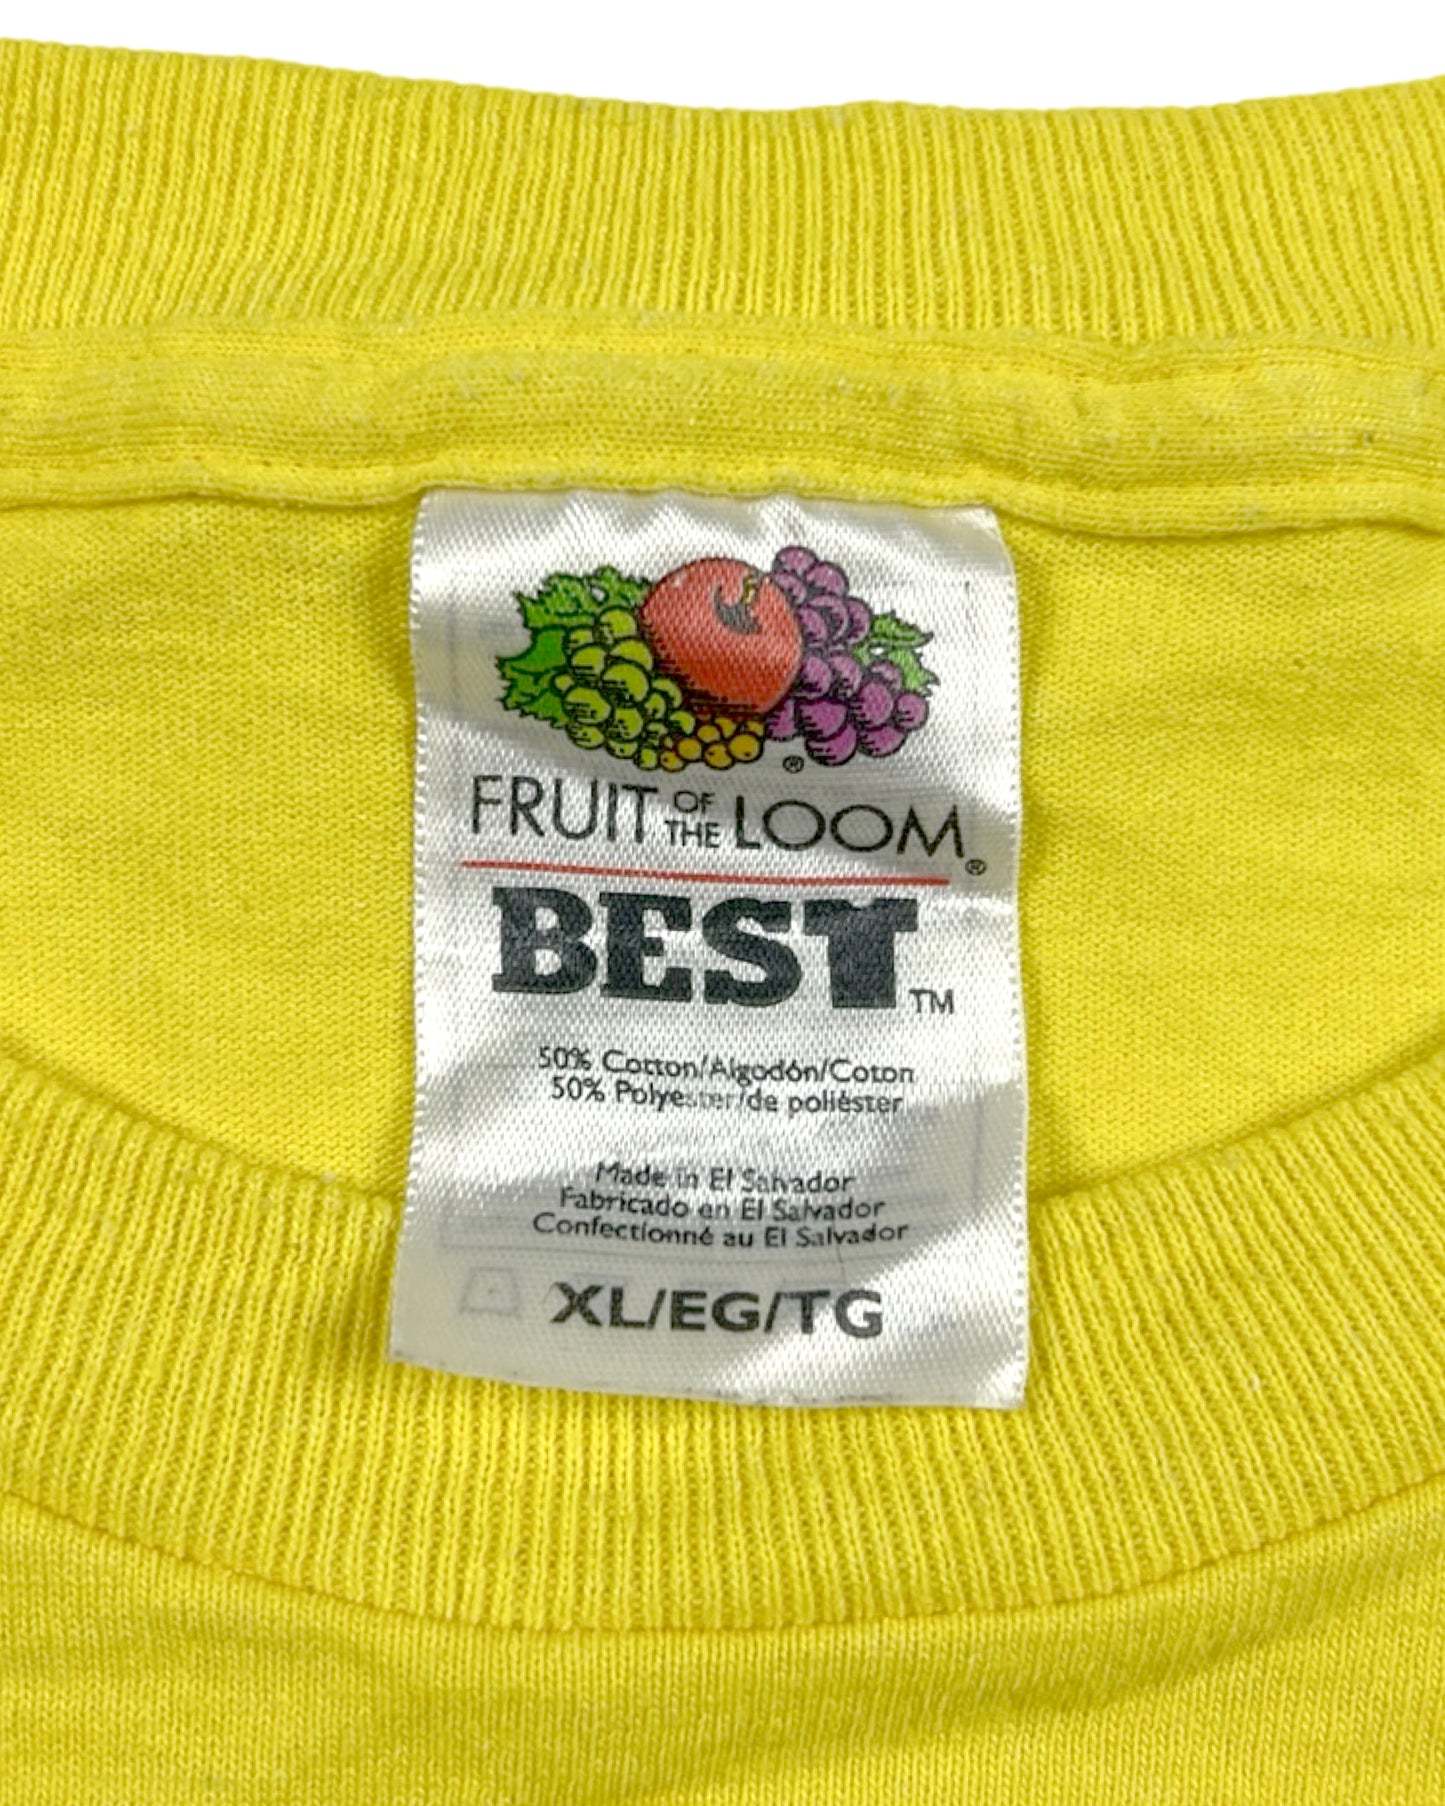 ®
FRUIT OF THE LOOM®
BEST™
50% Cotton/Algodón/Coton
50% Polyester/de poliéster
Made in El Salvador
Fabricado en El Salvador
Confectionné au El Salvador
XL/EG/TG